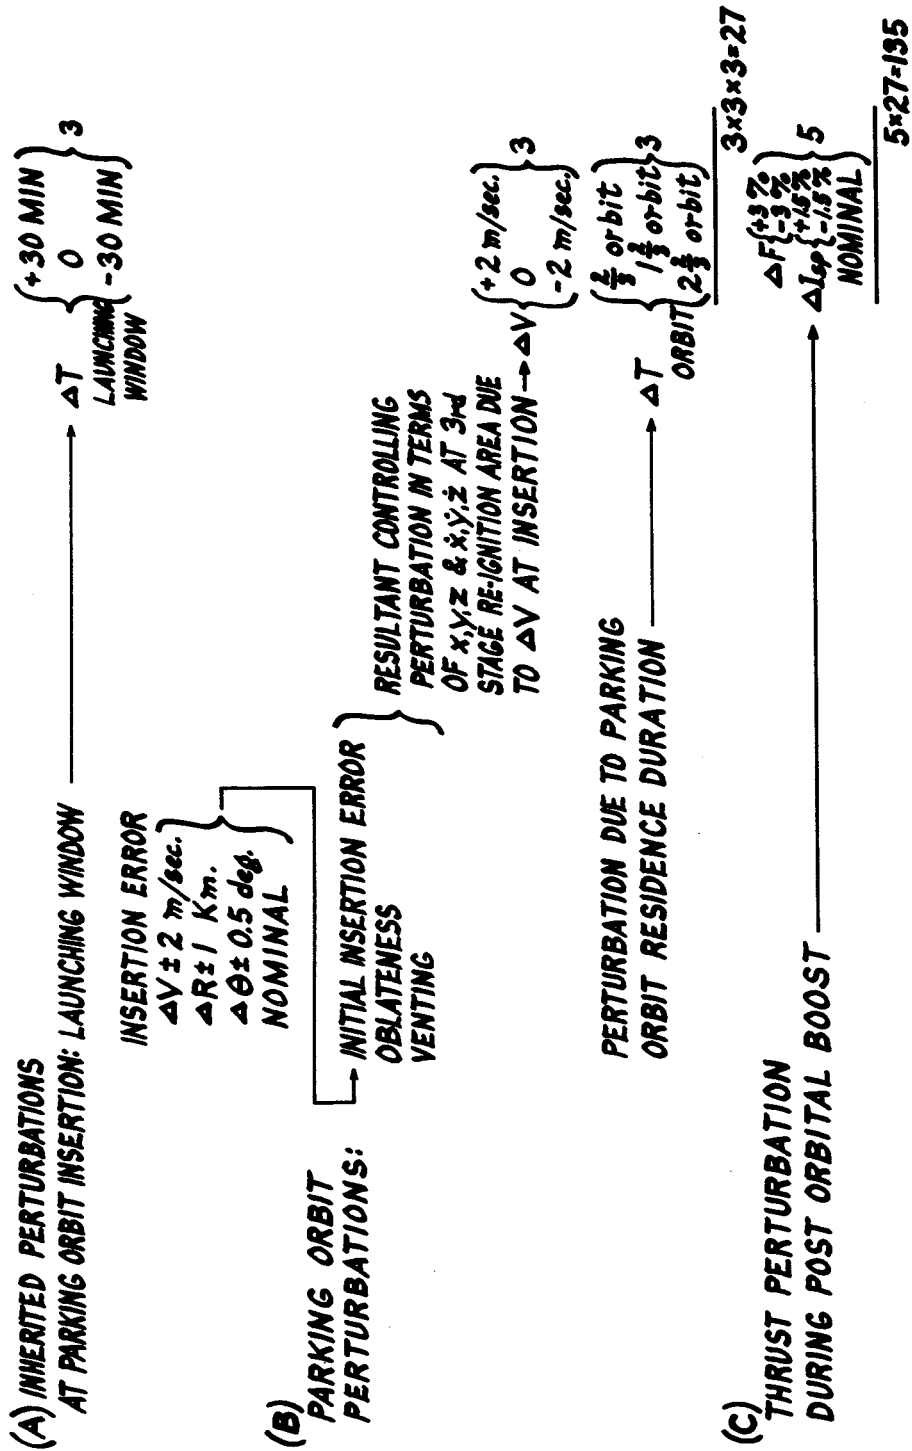 (A) INHERITED PERTURBATIONS
AT PARKING ORBIT INSERTION: LAUNCHING WINDOW
ΔT
LAUNCHING
WINDOW
+30 MIN
0
-30 MIN
3
INSERTION ERROR
ΔV ± 2 m/sec.
ΔR ± 1 Km.
Δθ ± 0.5 deg.
NOMINAL
(B)
PARKING ORBIT
PERTURBATIONS:
INITIAL INSERTION ERROR
OBLATENESS
VENTING
RESULTANT CONTROLLING
PERTURBATION IN TERMS
OF x,y,z & ẋ,ẏ,ż AT 3rd
STAGE RE-IGNITION AREA DUE
TO ΔV AT INSERTION → ΔV
+2 m/sec.
0
-2 m/sec.
3
PERTURBATION DUE TO PARKING
ORBIT RESIDENCE DURATION
ΔT
ORBIT
2/3 orbit
1 2/3 orbit
2 2/3 orbit
3
3×3×3=27
(C)
THRUST PERTURBATION
DURING POST ORBITAL BOOST
ΔF { +3 %
-3 %
ΔIsp { +1.5 %
-1.5 %
NOMINAL
5
5×27=135